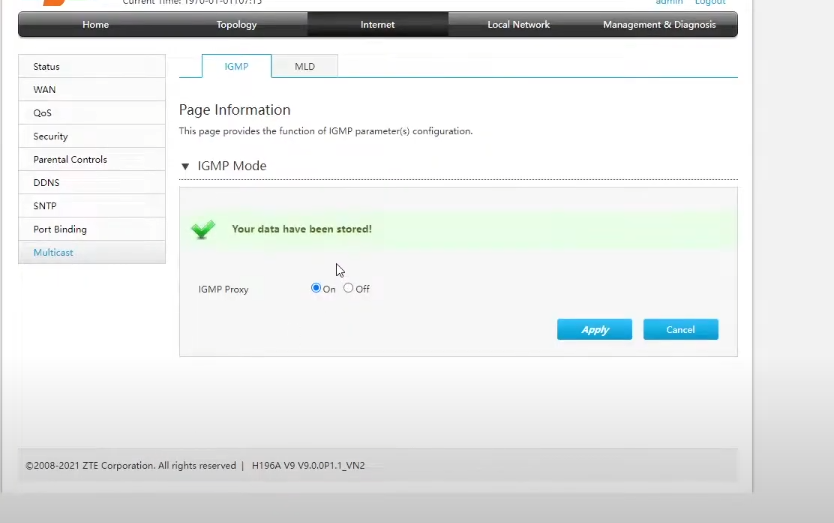 Current Time: 1970-01-01T07:15
admin Logout
Home Topology Internet Local Network Management & Diagnosis
Status
WAN
QoS
Security
Parental Controls
DDNS
SNTP
Port Binding
Multicast
IGMP MLD
Page Information
This page provides the function of IGMP parameter(s) configuration.
▼ IGMP Mode
Your data have been stored!
IGMP Proxy On Off
Apply Cancel
©2008-2021 ZTE Corporation. All rights reserved | H196A V9 V9.0.0P1.1_VN2